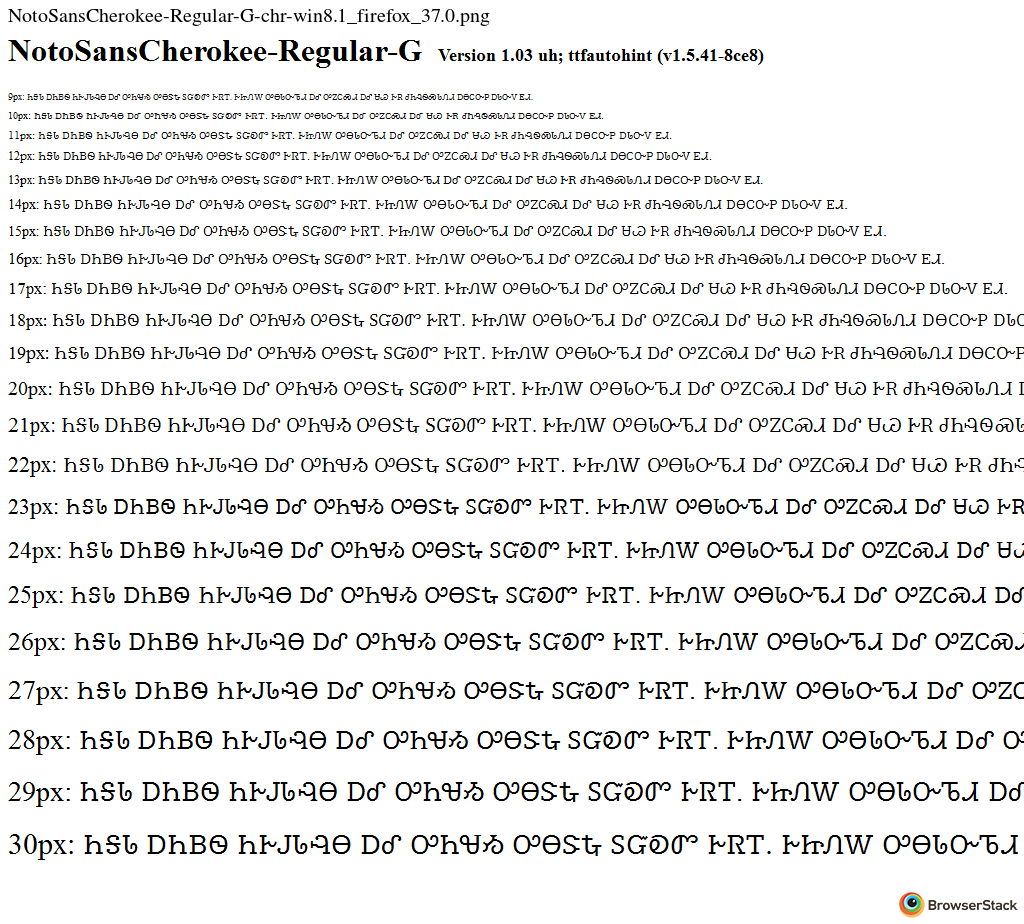 NotoSansCherokee-Regular-G-chr-win8.1_firefox_37.0.png
NotoSansCherokee-Regular-G Version 1.03 uh; ttfautohint (v1.5.41-8ce8)
9px: ᏂᎦᏓ ᎠᏂᏴᏫ ᏂᎨᎫᏓᎸᎾ ᎠᎴ ᎤᏂᏠᏱ ᎤᎾᏕᎿ ᏚᏳᎧᏛ ᎨᏒᎢ. ᎨᏥᏁᎳ ᎤᎾᏓᏅᏖᏗ ᎠᎴ ᎤᏃᏟᏍᏗ ᎠᎴ ᏌᏊ ᎨᏒ ᏧᏂᎸᏫᏍᏓᏁᏗ ᎠᎾᏟᏅᏢ ᎠᏓᏅᏙ ᎬᏗ.
10px: ᏂᎦᏓ ᎠᏂᏴᏫ ᏂᎨᎫᏓᎸᎾ ᎠᎴ ᎤᏂᏠᏱ ᎤᎾᏕᎿ ᏚᏳᎧᏛ ᎨᏒᎢ. ᎨᏥᏁᎳ ᎤᎾᏓᏅᏖᏗ ᎠᎴ ᎤᏃᏟᏍᏗ ᎠᎴ ᏌᏊ ᎨᏒ ᏧᏂᎸᏫᏍᏓᏁᏗ ᎠᎾᏟᏅᏢ ᎠᏓᏅᏙ ᎬᏗ.
11px: ᏂᎦᏓ ᎠᏂᏴᏫ ᏂᎨᎫᏓᎸᎾ ᎠᎴ ᎤᏂᏠᏱ ᎤᎾᏕᎿ ᏚᏳᎧᏛ ᎨᏒᎢ. ᎨᏥᏁᎳ ᎤᎾᏓᏅᏖᏗ ᎠᎴ ᎤᏃᏟᏍᏗ ᎠᎴ ᏌᏊ ᎨᏒ ᏧᏂᎸᏫᏍᏓᏁᏗ ᎠᎾᏟᏅᏢ ᎠᏓᏅᏙ ᎬᏗ.
12px: ᏂᎦᏓ ᎠᏂᏴᏫ ᏂᎨᎫᏓᎸᎾ ᎠᎴ ᎤᏂᏠᏱ ᎤᎾᏕᎿ ᏚᏳᎧᏛ ᎨᏒᎢ. ᎨᏥᏁᎳ ᎤᎾᏓᏅᏖᏗ ᎠᎴ ᎤᏃᏟᏍᏗ ᎠᎴ ᏌᏊ ᎨᏒ ᏧᏂᎸᏫᏍᏓᏁᏗ ᎠᎾᏟᏅᏢ ᎠᏓᏅᏙ ᎬᏗ.
13px: ᏂᎦᏓ ᎠᏂᏴᏫ ᏂᎨᎫᏓᎸᎾ ᎠᎴ ᎤᏂᏠᏱ ᎤᎾᏕᎿ ᏚᏳᎧᏛ ᎨᏒᎢ. ᎨᏥᏁᎳ ᎤᎾᏓᏅᏖᏗ ᎠᎴ ᎤᏃᏟᏍᏗ ᎠᎴ ᏌᏊ ᎨᏒ ᏧᏂᎸᏫᏍᏓᏁᏗ ᎠᎾᏟᏅᏢ ᎠᏓᏅᏙ ᎬᏗ.
14px: ᏂᎦᏓ ᎠᏂᏴᏫ ᏂᎨᎫᏓᎸᎾ ᎠᎴ ᎤᏂᏠᏱ ᎤᎾᏕᎿ ᏚᏳᎧᏛ ᎨᏒᎢ. ᎨᏥᏁᎳ ᎤᎾᏓᏅᏖᏗ ᎠᎴ ᎤᏃᏟᏍᏗ ᎠᎴ ᏌᏊ ᎨᏒ ᏧᏂᎸᏫᏍᏓᏁᏗ ᎠᎾᏟᏅᏢ ᎠᏓᏅᏙ ᎬᏗ.
15px: ᏂᎦᏓ ᎠᏂᏴᏫ ᏂᎨᎫᏓᎸᎾ ᎠᎴ ᎤᏂᏠᏱ ᎤᎾᏕᎿ ᏚᏳᎧᏛ ᎨᏒᎢ. ᎨᏥᏁᎳ ᎤᎾᏓᏅᏖᏗ ᎠᎴ ᎤᏃᏟᏍᏗ ᎠᎴ ᏌᏊ ᎨᏒ ᏧᏂᎸᏫᏍᏓᏁᏗ ᎠᎾᏟᏅᏢ ᎠᏓᏅᏙ ᎬᏗ.
16px: ᏂᎦᏓ ᎠᏂᏴᏫ ᏂᎨᎫᏓᎸᎾ ᎠᎴ ᎤᏂᏠᏱ ᎤᎾᏕᎿ ᏚᏳᎧᏛ ᎨᏒᎢ. ᎨᏥᏁᎳ ᎤᎾᏓᏅᏖᏗ ᎠᎴ ᎤᏃᏟᏍᏗ ᎠᎴ ᏌᏊ ᎨᏒ ᏧᏂᎸᏫᏍᏓᏁᏗ ᎠᎾᏟᏅᏢ ᎠᏓᏅᏙ ᎬᏗ.
17px: ᏂᎦᏓ ᎠᏂᏴᏫ ᏂᎨᎫᏓᎸᎾ ᎠᎴ ᎤᏂᏠᏱ ᎤᎾᏕᎿ ᏚᏳᎧᏛ ᎨᏒᎢ. ᎨᏥᏁᎳ ᎤᎾᏓᏅᏖᏗ ᎠᎴ ᎤᏃᏟᏍᏗ ᎠᎴ ᏌᏊ ᎨᏒ ᏧᏂᎸᏫᏍᏓᏁᏗ ᎠᎾᏟᏅᏢ ᎠᏓᏅᏙ ᎬᏗ.
18px: ᏂᎦᏓ ᎠᏂᏴᏫ ᏂᎨᎫᏓᎸᎾ ᎠᎴ ᎤᏂᏠᏱ ᎤᎾᏕᎿ ᏚᏳᎧᏛ ᎨᏒᎢ. ᎨᏥᏁᎳ ᎤᎾᏓᏅᏖᏗ ᎠᎴ ᎤᏃᏟᏍᏗ ᎠᎴ ᏌᏊ ᎨᏒ ᏧᏂᎸᏫᏍᏓᏁᏗ ᎠᎾᏟᏅᏢ
19px: ᏂᎦᏓ ᎠᏂᏴᏫ ᏂᎨᎫᏓᎸᎾ ᎠᎴ ᎤᏂᏠᏱ ᎤᎾᏕᎿ ᏚᏳᎧᏛ ᎨᏒᎢ. ᎨᏥᏁᎳ ᎤᎾᏓᏅᏖᏗ ᎠᎴ ᎤᏃᏟᏍᏗ ᎠᎴ ᏌᏊ ᎨᏒ ᏧᏂᎸᏫᏍᏓᏁᏗ ᎠᎾᏟᏅᏢ
20px: ᏂᎦᏓ ᎠᏂᏴᏫ ᏂᎨᎫᏓᎸᎾ ᎠᎴ ᎤᏂᏠᏱ ᎤᎾᏕᎿ ᏚᏳᎧᏛ ᎨᏒᎢ. ᎨᏥᏁᎳ ᎤᎾᏓᏅᏖᏗ ᎠᎴ ᎤᏃᏟᏍᏗ ᎠᎴ ᏌᏊ ᎨᏒ ᏧᏂᎸᏫᏍᏓᏁᏗ
21px: ᏂᎦᏓ ᎠᏂᏴᏫ ᏂᎨᎫᏓᎸᎾ ᎠᎴ ᎤᏂᏠᏱ ᎤᎾᏕᎿ ᏚᏳᎧᏛ ᎨᏒᎢ. ᎨᏥᏁᎳ ᎤᎾᏓᏅᏖᏗ ᎠᎴ ᎤᏃᏟᏍᏗ ᎠᎴ ᏌᏊ ᎨᏒ ᏧᏂᎸᏫᏍᏓ
22px: ᏂᎦᏓ ᎠᏂᏴᏫ ᏂᎨᎫᏓᎸᎾ ᎠᎴ ᎤᏂᏠᏱ ᎤᎾᏕᎿ ᏚᏳᎧᏛ ᎨᏒᎢ. ᎨᏥᏁᎳ ᎤᎾᏓᏅᏖᏗ ᎠᎴ ᎤᏃᏟᏍᏗ ᎠᎴ ᏌᏊ ᎨᏒ ᏧᏂᎸ
23px: ᏂᎦᏓ ᎠᏂᏴᏫ ᏂᎨᎫᏓᎸᎾ ᎠᎴ ᎤᏂᏠᏱ ᎤᎾᏕᎿ ᏚᏳᎧᏛ ᎨᏒᎢ. ᎨᏥᏁᎳ ᎤᎾᏓᏅᏖᏗ ᎠᎴ ᎤᏃᏟᏍᏗ ᎠᎴ ᏌᏊ ᎨᏒ
24px: ᏂᎦᏓ ᎠᏂᏴᏫ ᏂᎨᎫᏓᎸᎾ ᎠᎴ ᎤᏂᏠᏱ ᎤᎾᏕᎿ ᏚᏳᎧᏛ ᎨᏒᎢ. ᎨᏥᏁᎳ ᎤᎾᏓᏅᏖᏗ ᎠᎴ ᎤᏃᏟᏍᏗ ᎠᎴ ᏌᏊ
25px: ᏂᎦᏓ ᎠᏂᏴᏫ ᏂᎨᎫᏓᎸᎾ ᎠᎴ ᎤᏂᏠᏱ ᎤᎾᏕᎿ ᏚᏳᎧᏛ ᎨᏒᎢ. ᎨᏥᏁᎳ ᎤᎾᏓᏅᏖᏗ ᎠᎴ ᎤᏃᏟᏍᏗ ᎠᎴ
26px: ᏂᎦᏓ ᎠᏂᏴᏫ ᏂᎨᎫᏓᎸᎾ ᎠᎴ ᎤᏂᏠᏱ ᎤᎾᏕᎿ ᏚᏳᎧᏛ ᎨᏒᎢ. ᎨᏥᏁᎳ ᎤᎾᏓᏅᏖᏗ ᎠᎴ ᎤᏃᏟᏍᏗ
27px: ᏂᎦᏓ ᎠᏂᏴᏫ ᏂᎨᎫᏓᎸᎾ ᎠᎴ ᎤᏂᏠᏱ ᎤᎾᏕᎿ ᏚᏳᎧᏛ ᎨᏒᎢ. ᎨᏥᏁᎳ ᎤᎾᏓᏅᏖᏗ ᎠᎴ ᎤᏃᏟ
28px: ᏂᎦᏓ ᎠᏂᏴᏫ ᏂᎨᎫᏓᎸᎾ ᎠᎴ ᎤᏂᏠᏱ ᎤᎾᏕᎿ ᏚᏳᎧᏛ ᎨᏒᎢ. ᎨᏥᏁᎳ ᎤᎾᏓᏅᏖᏗ ᎠᎴ
29px: ᏂᎦᏓ ᎠᏂᏴᏫ ᏂᎨᎫᏓᎸᎾ ᎠᎴ ᎤᏂᏠᏱ ᎤᎾᏕᎿ ᏚᏳᎧᏛ ᎨᏒᎢ. ᎨᏥᏁᎳ ᎤᎾᏓᏅᏖᏗ ᎠᎴ
30px: ᏂᎦᏓ ᎠᏂᏴᏫ ᏂᎨᎫᏓᎸᎾ ᎠᎴ ᎤᏂᏠᏱ ᎤᎾᏕᎿ ᏚᏳᎧᏛ ᎨᏒᎢ. ᎨᏥᏁᎳ ᎤᎾᏓᏅᏖᏗ
BrowserStack